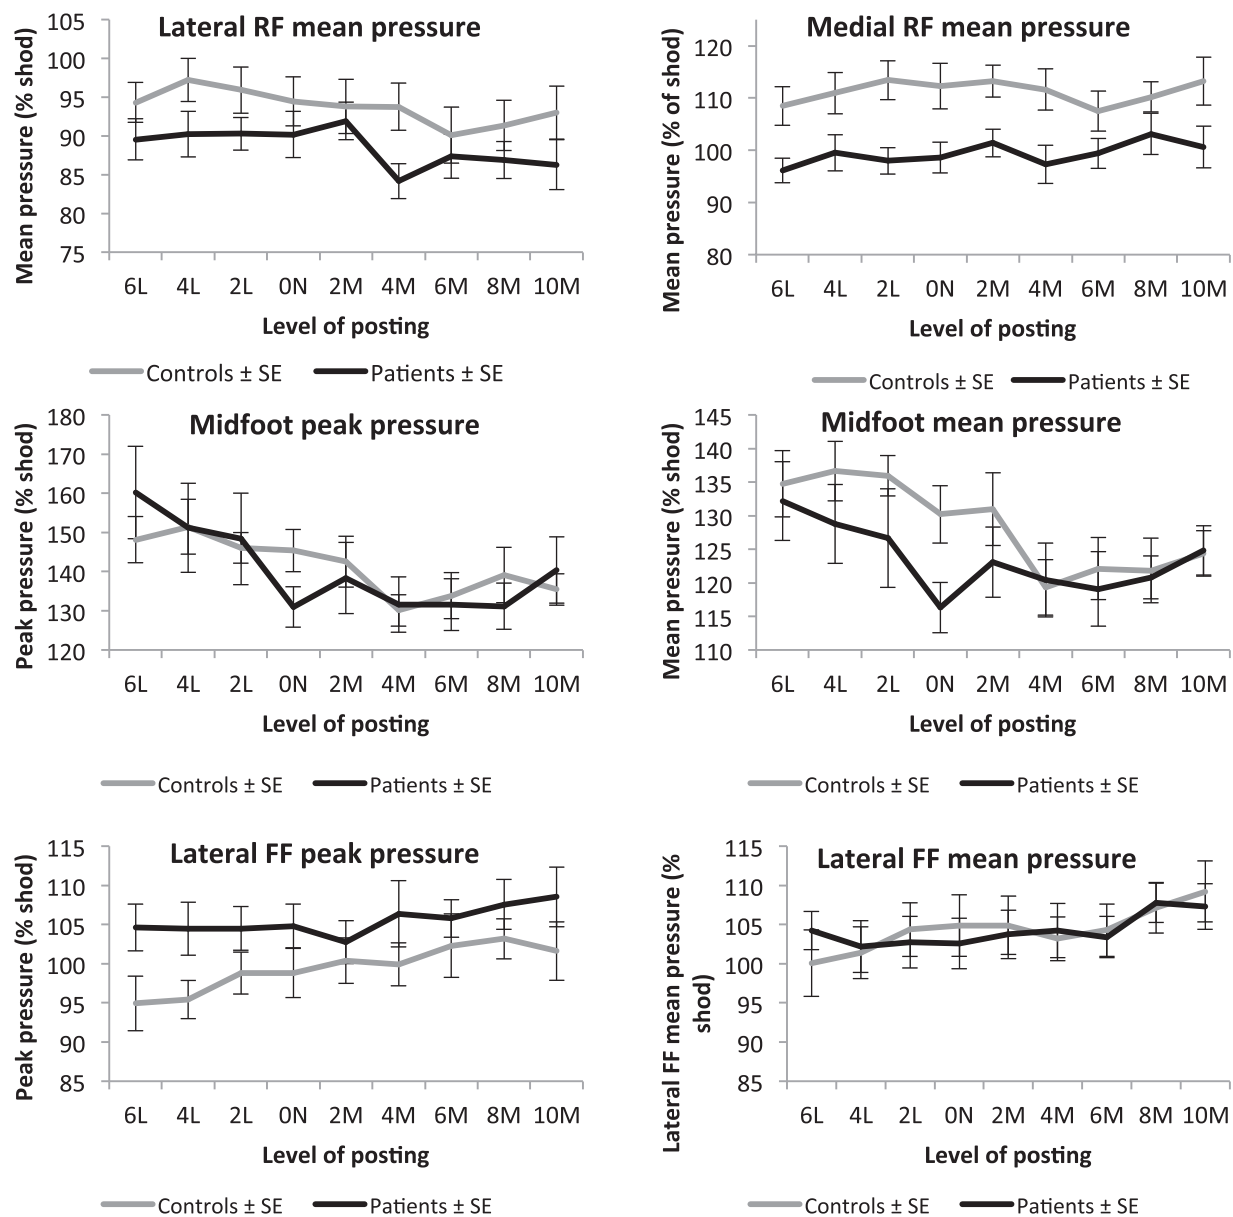 Lateral RF mean pressure
Mean pressure (% shod)
105
100
95
90
85
80
75
6L 4L 2L 0N 2M 4M 6M 8M 10M
Level of posting
Controls ± SE Patients ± SE
Medial RF mean pressure
Mean pressure (% of shod)
120
110
100
90
80
6L 4L 2L 0N 2M 4M 6M 8M 10M
Level of posting
Controls ± SE Patients ± SE
Midfoot peak pressure
Peak pressure (% shod)
180
170
160
150
140
130
120
6L 4L 2L 0N 2M 4M 6M 8M 10M
Level of posting
Controls ± SE Patients ± SE
Midfoot mean pressure
Mean pressure (% shod)
145
140
135
130
125
120
115
110
6L 4L 2L 0N 2M 4M 6M 8M 10M
Level of posting
Controls ± SE Patients ± SE
Lateral FF peak pressure
Peak pressure (% shod)
115
110
105
100
95
90
85
6L 4L 2L 0N 2M 4M 6M 8M 10M
Level of posting
Controls ± SE Patients ± SE
Lateral FF mean pressure
Lateral FF mean pressure (%
shod)
115
110
105
100
95
90
85
6L 4L 2L 0N 2M 4M 6M 8M 10M
Level of posting
Controls ± SE Patients ± SE